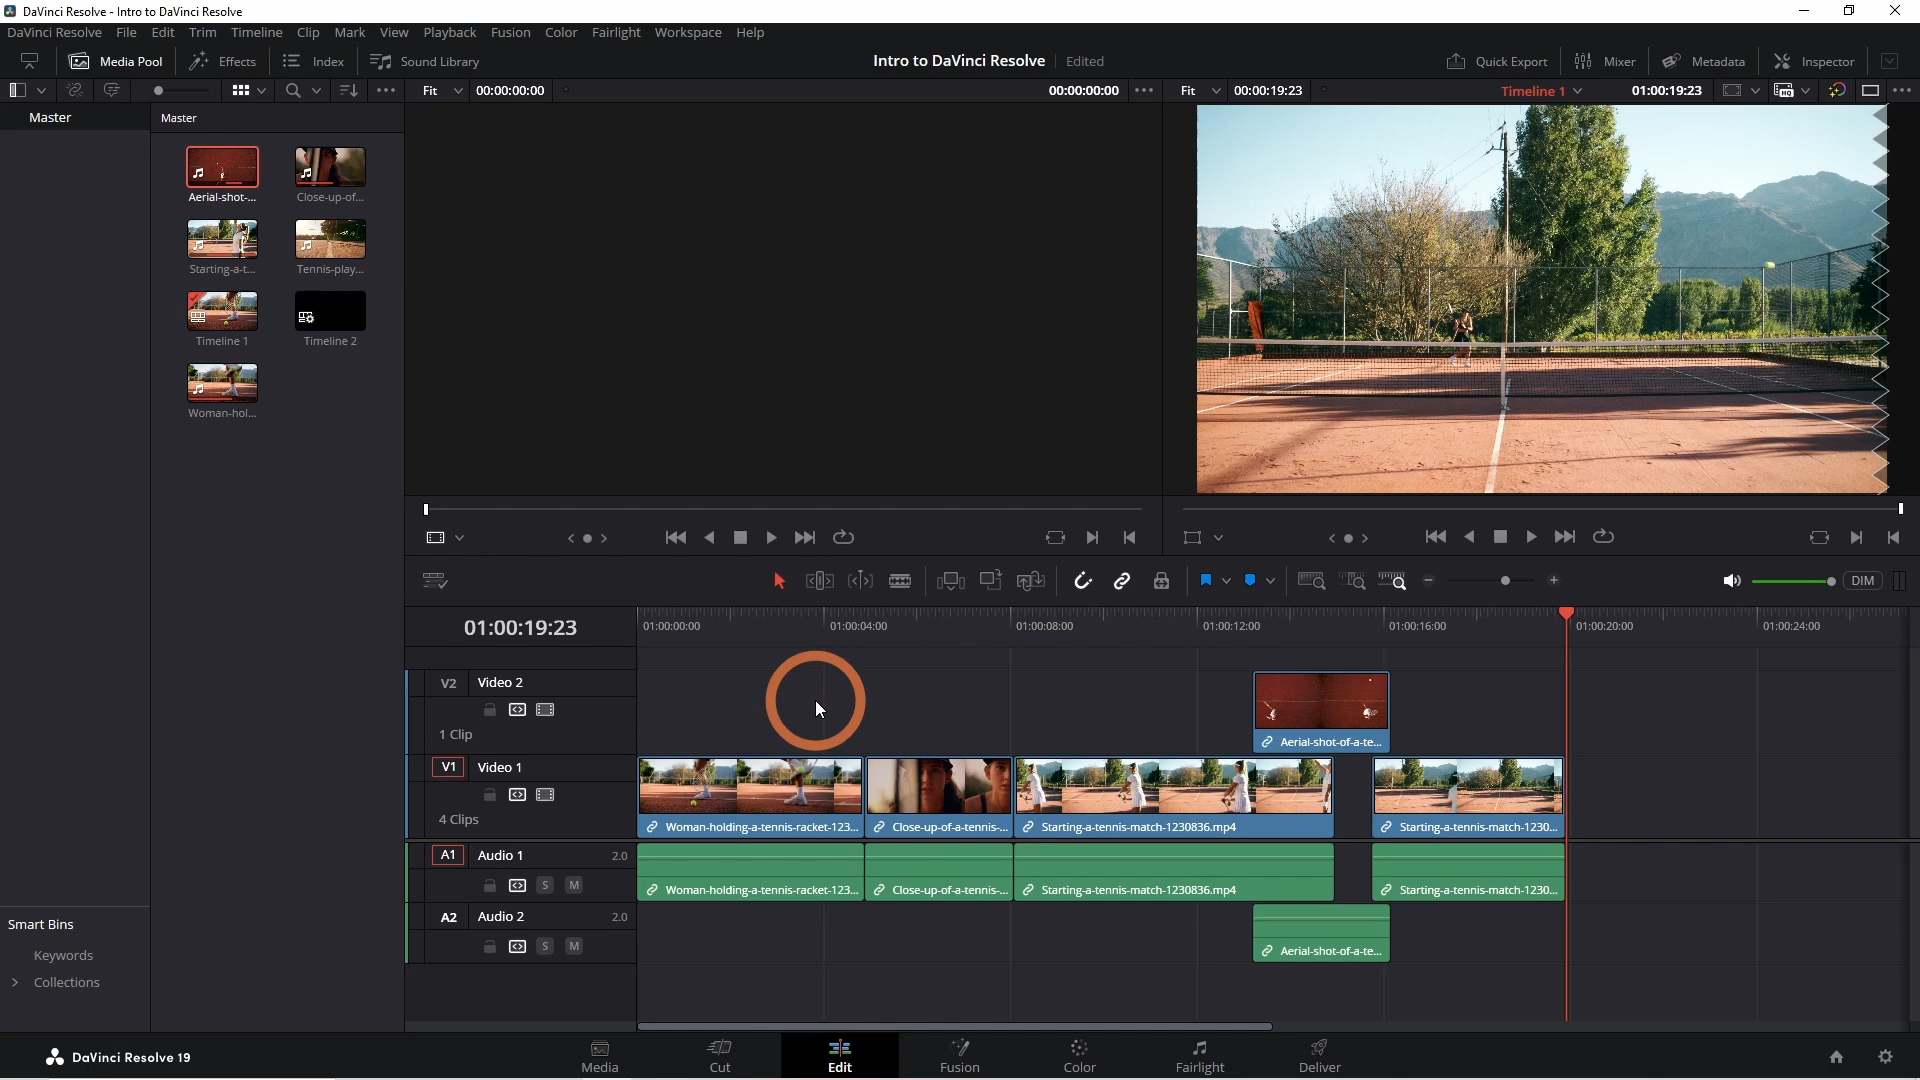 DaVinci Resolve - Intro to DaVinci Resolve
DaVinci Resolve File Edit Trim Timeline Clip Mark View Playback Fusion Color Fairlight Workspace Help
Media Pool Effects Index Sound Library Intro to DaVinci Resolve Edited Quick Export Mixer Metadata Inspector
Fit 00:00:00:00 00:00:00:00 Fit 00:00:19:23 Timeline 1 01:00:19:23
Master Master
Aerial-shot-... Close-up-of...
Starting-a-t... Tennis-play...
Timeline 1 Timeline 2
Woman-hol...
DIM
01:00:19:23 01:00:00:00 01:00:04:00 01:00:08:00 01:00:12:00 01:00:16:00 01:00:20:00 01:00:24:00
V2 Video 2
1 Clip Aerial-shot-of-a-te...
V1 Video 1
4 Clips Woman-holding-a-tennis-racket-123... Close-up-of-a-tennis-... Starting-a-tennis-match-1230836.mp4 Starting-a-tennis-match-1230...
A1 Audio 1 2.0
S M Woman-holding-a-tennis-racket-123... Close-up-of-a-tennis-... Starting-a-tennis-match-1230836.mp4 Starting-a-tennis-match-1230...
A2 Audio 2 2.0
S M Aerial-shot-of-a-te...
Smart Bins
Keywords
Collections
DaVinci Resolve 19 Media Cut Edit Fusion Color Fairlight Deliver